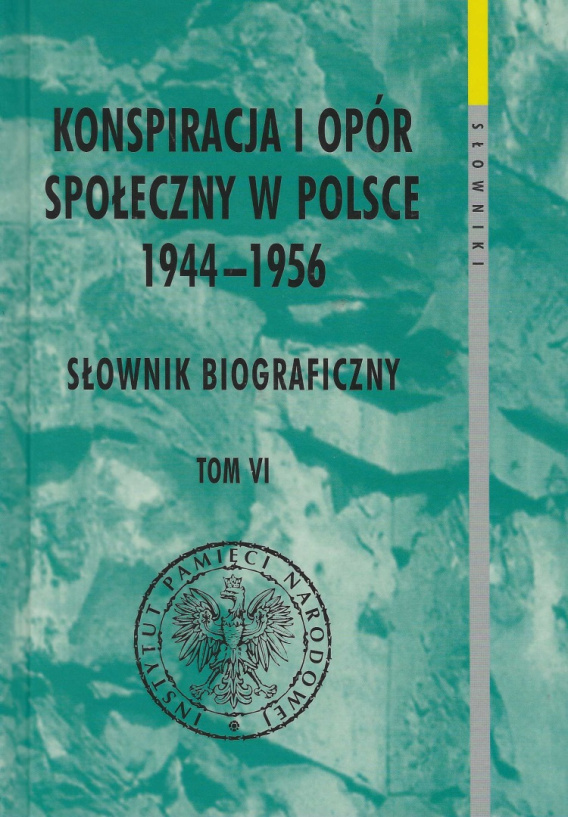 KONSPIRACJA I OPÓR
SPOŁECZNY W POLSCE
1944–1956
SŁOWNIK BIOGRAFICZNY
TOM VI
INSTYTUT PAMIĘCI NARODOWEJ
SŁOWNIKI